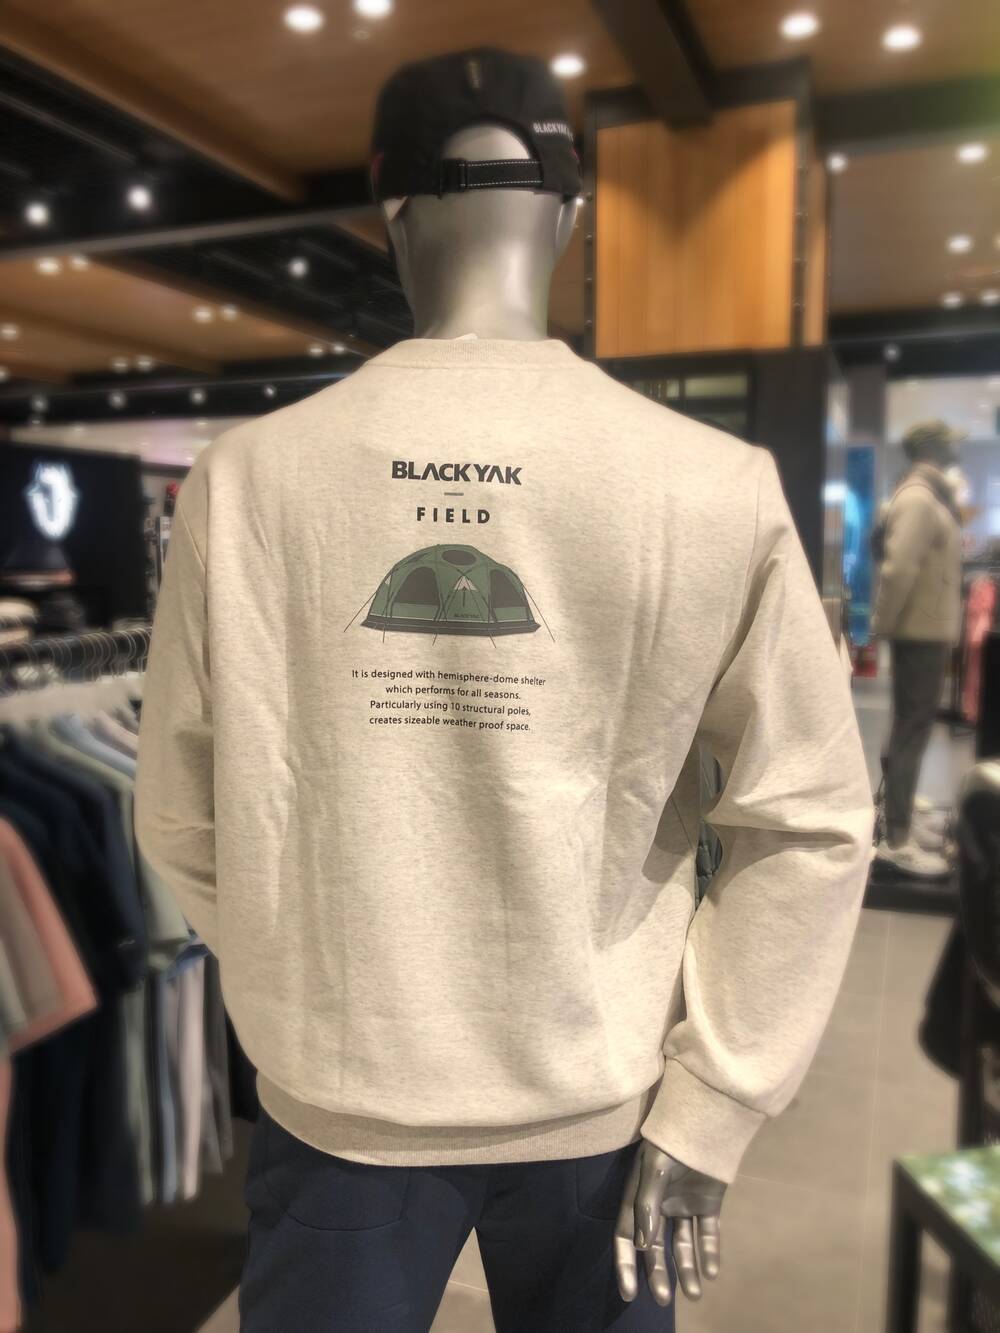 BLACKYAK
BLACKYAK
FIELD
BLACKYAK
It is designed with hemisphere-dome shelter
which performs for all seasons.
Particularly using 10 structural poles,
creates sizeable weather proof space.